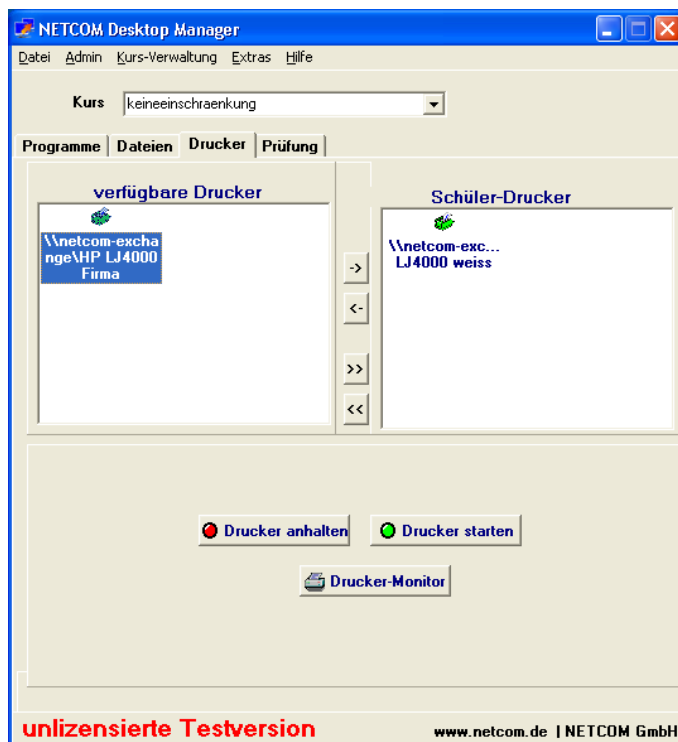 NETCOM Desktop Manager
Datei Admin Kurs-Verwaltung Extras Hilfe
Kurs keineeinschraenkung
Programme Dateien Drucker Prüfung
verfügbare Drucker
\\netcom-excha
nge\HP LJ4000
Firma
->
<-
>>
<<
Schüler-Drucker
\\netcom-exc...
LJ4000 weiss
Drucker anhalten Drucker starten
Drucker-Monitor
unlizensierte Testversion www.netcom.de | NETCOM GmbH